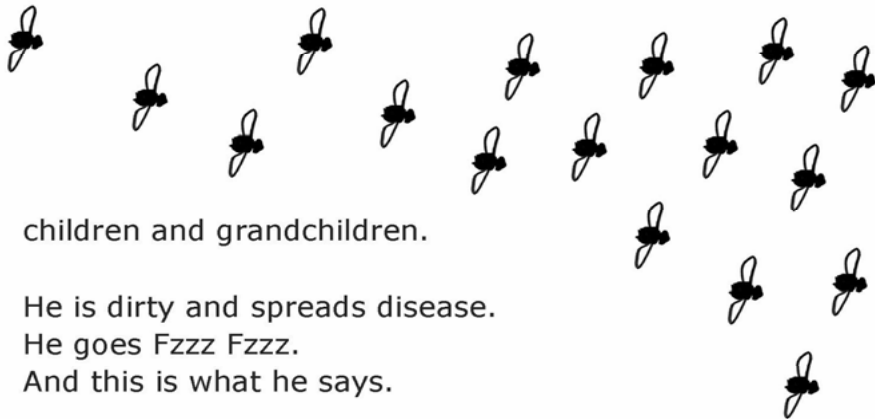 children and grandchildren.
He is dirty and spreads disease.
He goes Fzzz Fzzz.
And this is what he says.